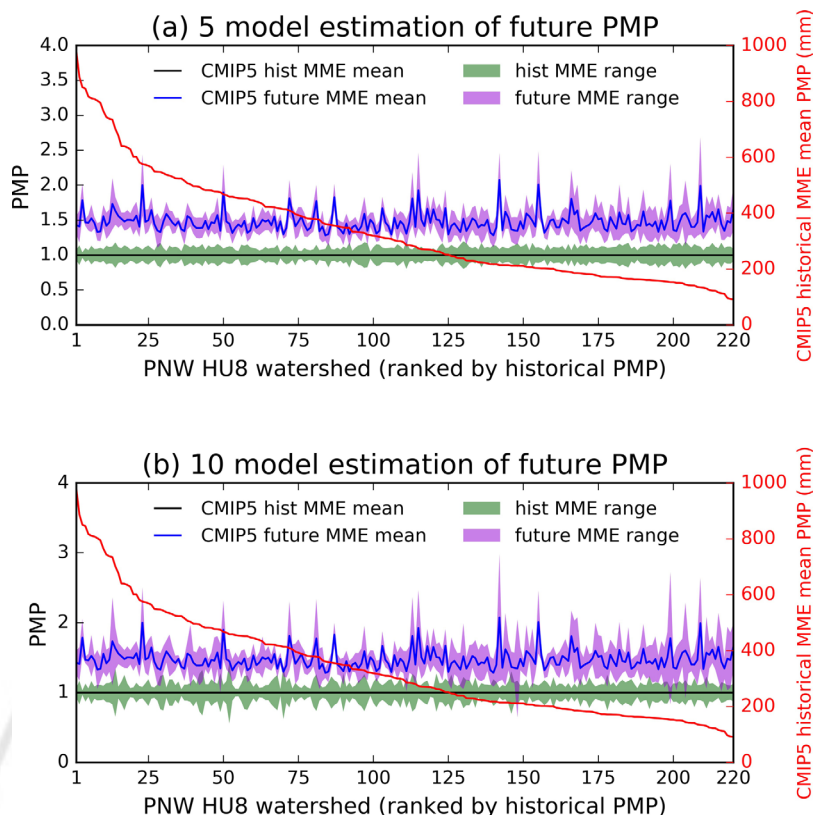 (a) 5 model estimation of future PMP
4.0
3.5
3.0
2.5
2.0
1.5
1.0
0.5
0.0
PMP
CMIP5 hist MME mean
CMIP5 future MME mean
hist MME range
future MME range
1000
800
600
400
200
0
CMIP5 historical MME mean PMP (mm)
1 25 50 75 100 125 150 175 200 220
PNW HU8 watershed (ranked by historical PMP)
(b) 10 model estimation of future PMP
4
3
2
1
0
PMP
CMIP5 hist MME mean
CMIP5 future MME mean
hist MME range
future MME range
1000
800
600
400
200
0
CMIP5 historical MME mean PMP (mm)
1 25 50 75 100 125 150 175 200 220
PNW HU8 watershed (ranked by historical PMP)